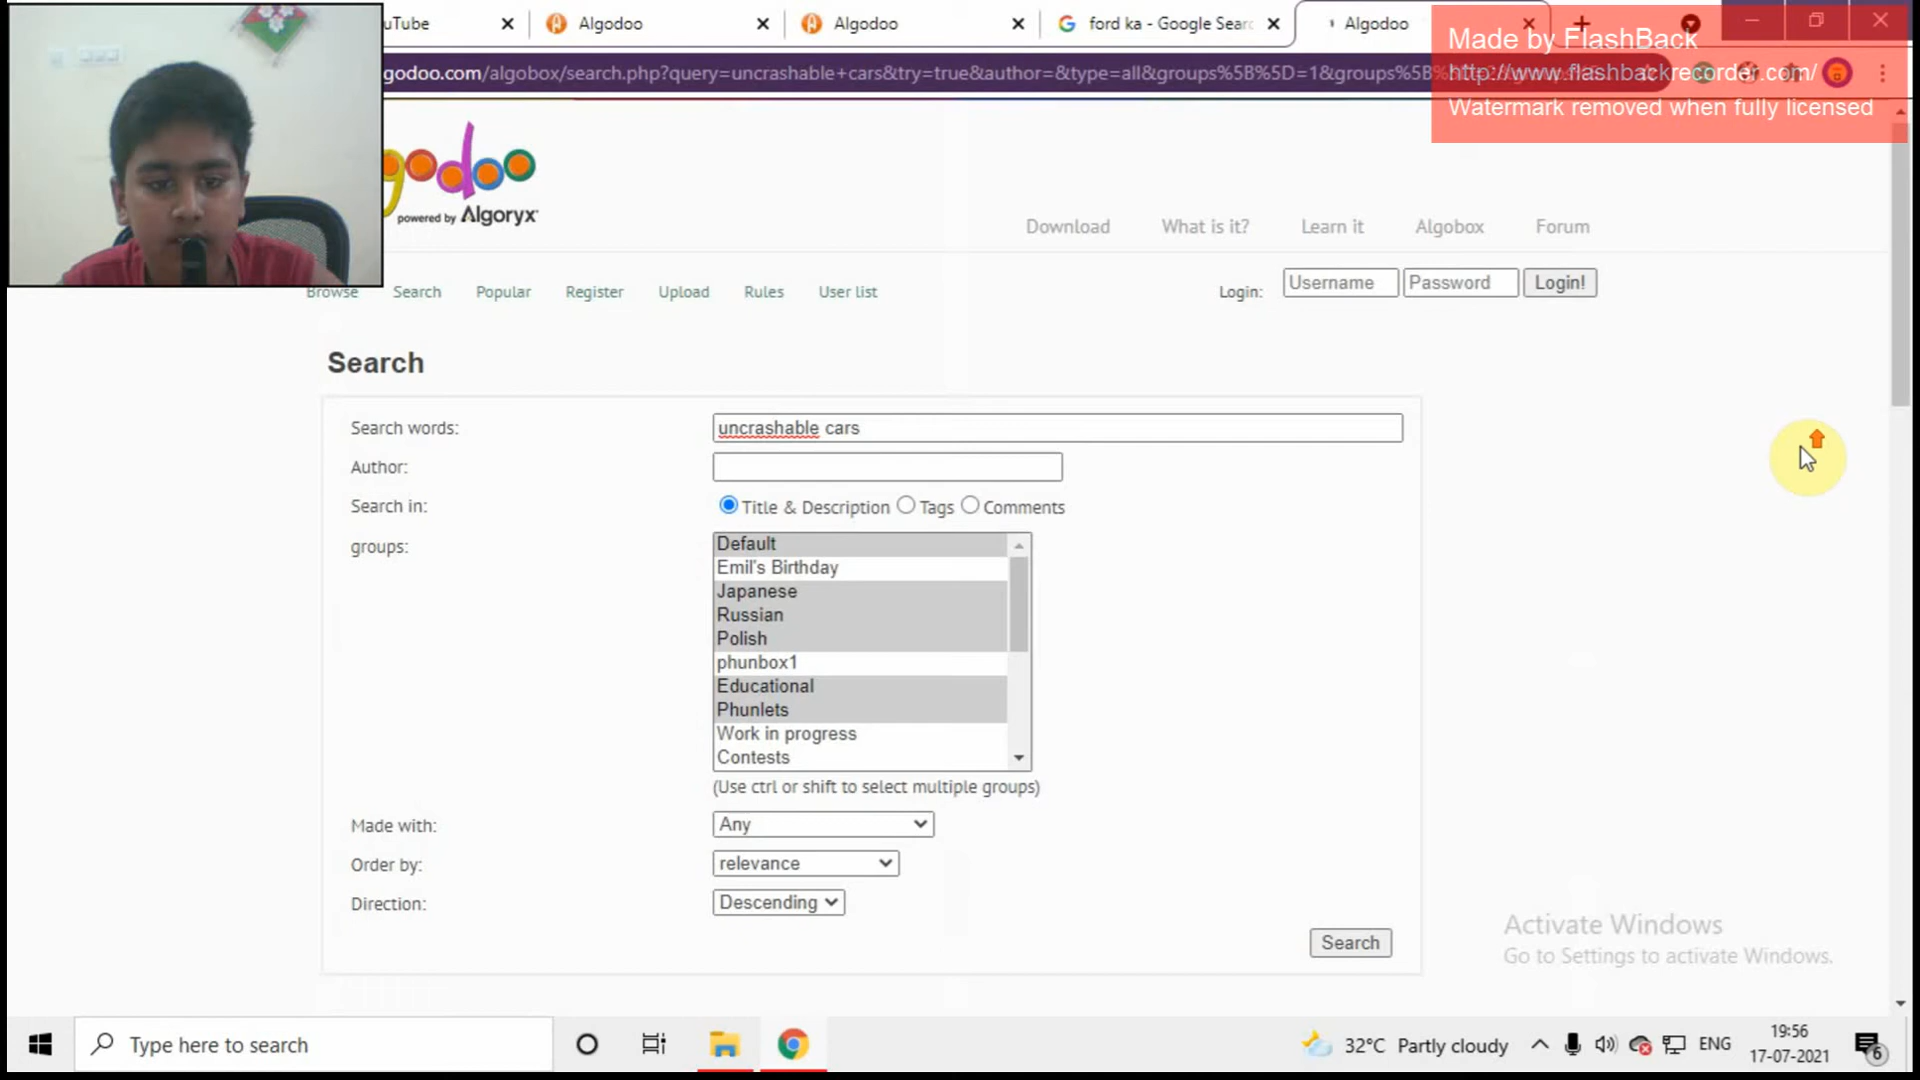 uTube
Algodoo
Algodoo
ford ka - Google Searc
Algodoo
Made by FlashBack
http://www.flashbackrecorder.com/
Watermark removed when fully licensed
godoo.com/algobox/search.php?query=uncrashable+cars&try=true&author=&type=all&groups%5B%5D=1&groups%5B%
godoo
powered by Algoryx
Download
What is it?
Learn it
Algobox
Forum
Browse
Search
Popular
Register
Upload
Rules
User list
Login:
Username
Password
Login!
Search
Search words:
uncrashable cars
Author:
Search in:
Title & Description
Tags
Comments
groups:
Default
Emil's Birthday
Japanese
Russian
Polish
phunbox1
Educational
Phunlets
Work in progress
Contests
(Use ctrl or shift to select multiple groups)
Made with:
Any
Order by:
relevance
Direction:
Descending
Search
Activate Windows
Go to Settings to activate Windows.
Type here to search
32°C Partly cloudy
ENG
19:56
17-07-2021
6